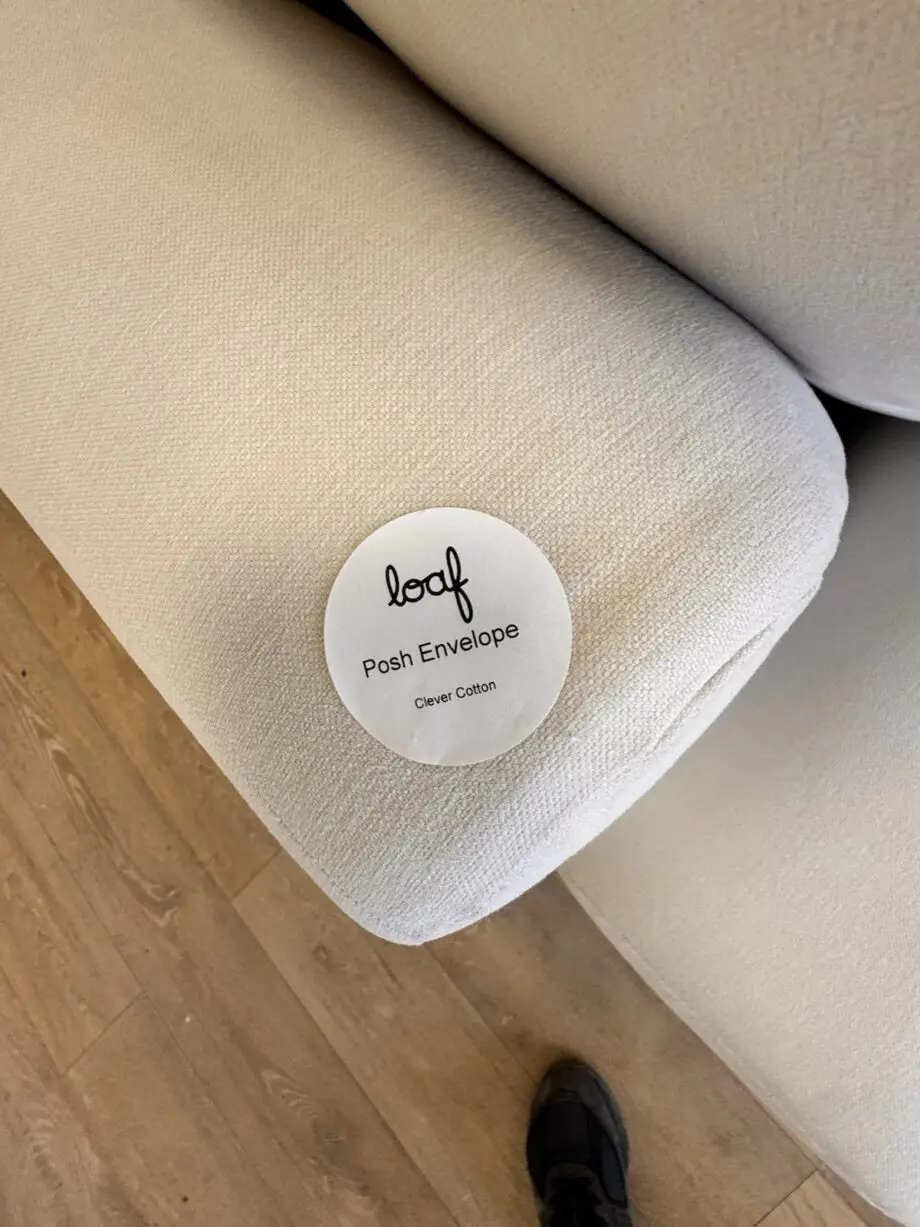 loaf
Posh Envelope
Clever Cotton